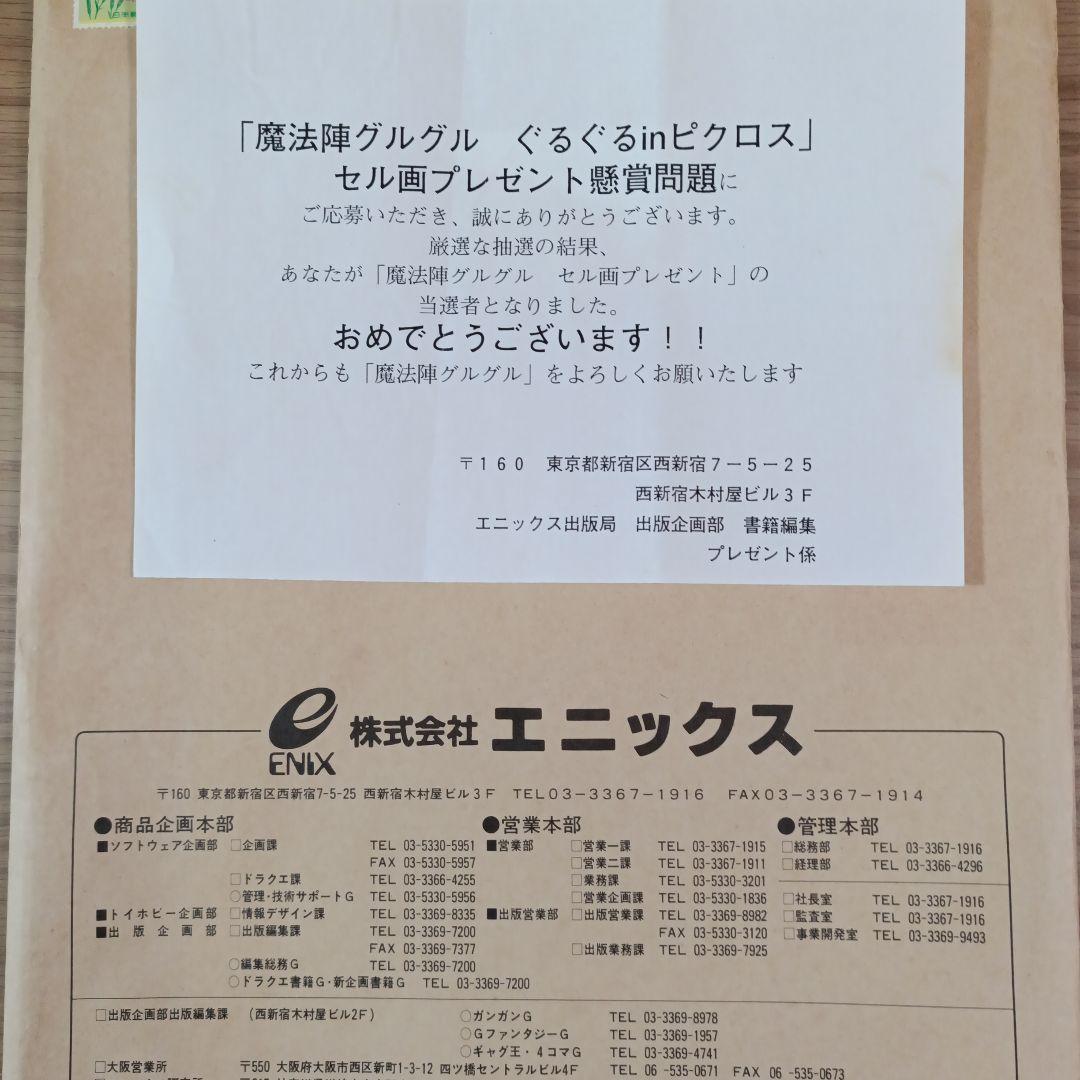 「魔法陣グルグル　ぐるぐるinピクロス」
セル画プレゼント懸賞問題に
ご応募いただき、誠にありがとうございます。
厳選な抽選の結果、
あなたが「魔法陣グルグル　セル画プレゼント」の
当選者となりました。
おめでとうございます！！
これからも「魔法陣グルグル」をよろしくお願いたします
〒１６０　東京都新宿区西新宿７－５－２５
西新宿木村屋ビル３Ｆ
エニックス出版局　出版企画部　書籍編集
プレゼント係
e ENIX 株式会社 エニックス
〒160 東京都新宿区西新宿7-5-25 西新宿木村屋ビル３Ｆ TEL03-3367-1916 FAX03-3367-1914
●商品企画本部 ●営業本部 ●管理本部
■ソフトウェア企画部 □企画課 TEL 03-5330-5951 ■営業部 □営業一課 TEL 03-3367-1915 □総務部 TEL 03-3367-1916
FAX 03-5330-5957 □営業二課 TEL 03-3367-1911 □経理部 TEL 03-3366-4296
□ドラクエ課 TEL 03-3366-4255 □業務課 TEL 03-5330-3201
○管理・技術サポートＧ TEL 03-5330-5956 □営業企画課 TEL 03-5330-1836 □社長室 TEL 03-3367-1916
■トイホビー企画部 □情報デザイン課 TEL 03-3369-8335 ■出版営業部 □出版営業課 TEL 03-3369-8982 □監査室 TEL 03-3367-1916
■出版企画部 □出版編集課 TEL 03-3369-7200 FAX 03-5330-3120 □事業開発室 TEL 03-3369-9493
FAX 03-3369-7377 □出版業務課 TEL 03-3369-7925
○編集総務Ｇ TEL 03-3369-7200
○ドラクエ書籍Ｇ・新企画書籍Ｇ TEL 03-3369-7200
□出版企画部出版編集課 (西新宿木村屋ビル2F) ○ガンガンＧ TEL 03-3369-8978
○ＧファンタジーＧ TEL 03-3369-1957
○ギャグ王・４コマＧ TEL 03-3369-4741
□大阪営業所 〒550 大阪府大阪市西区新町1-3-12 四ツ橋セントラルビル4F TEL 06-535-0671 FAX 06-535-0673